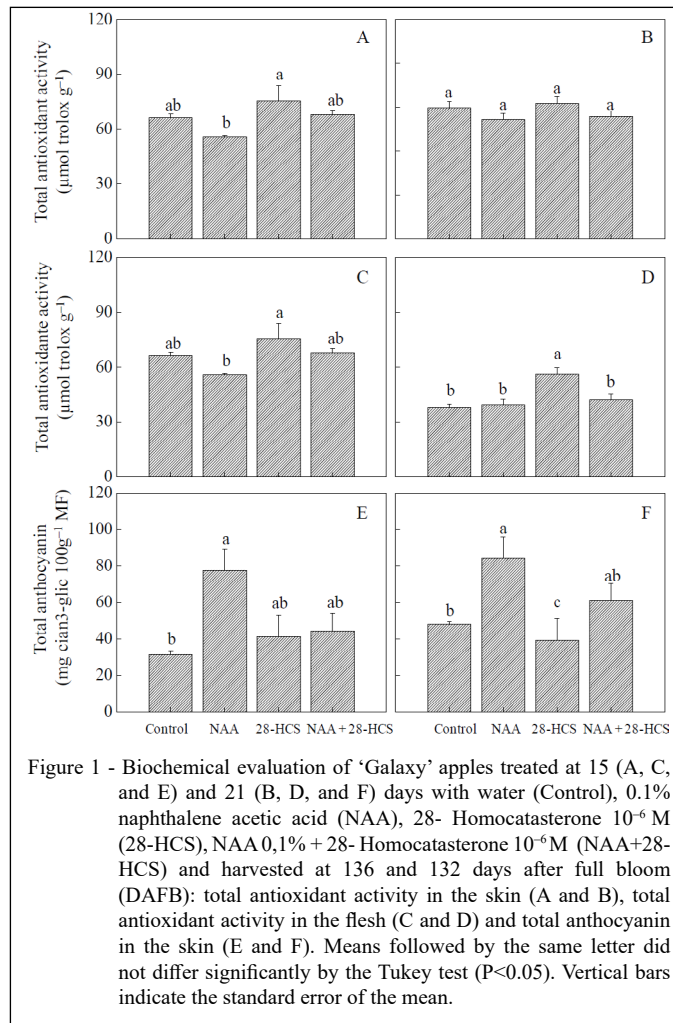 120
A
B
Total antioxidant activity
(µmol trolox g⁻¹)
90
60
30
0
ab
b
a
ab
a
a
a
a
120
C
D
Total antioxidante activity
(µmol trolox g⁻¹)
90
60
30
0
ab
b
a
ab
b
b
a
b
120
E
F
Total anthocyanin
(mg cian3-glic 100g⁻¹ MF)
100
80
60
40
20
0
b
a
ab
ab
b
a
c
ab
Control NAA 28-HCS NAA+28-HCS Control NAA 28-HCS NAA+28-HCS
Figure 1 - Biochemical evaluation of ‘Galaxy’ apples treated at 15 (A, C,
and E) and 21 (B, D, and F) days with water (Control), 0.1%
naphthalene acetic acid (NAA), 28- Homocatasterone 10⁻⁶ M
(28-HCS), NAA 0,1% + 28- Homocatasterone 10⁻⁶ M (NAA+28-
HCS) and harvested at 136 and 132 days after full bloom
(DAFB): total antioxidant activity in the skin (A and B), total
antioxidant activity in the flesh (C and D) and total anthocyanin
in the skin (E and F). Means followed by the same letter did
not differ significantly by the Tukey test (P<0.05). Vertical bars
indicate the standard error of the mean.